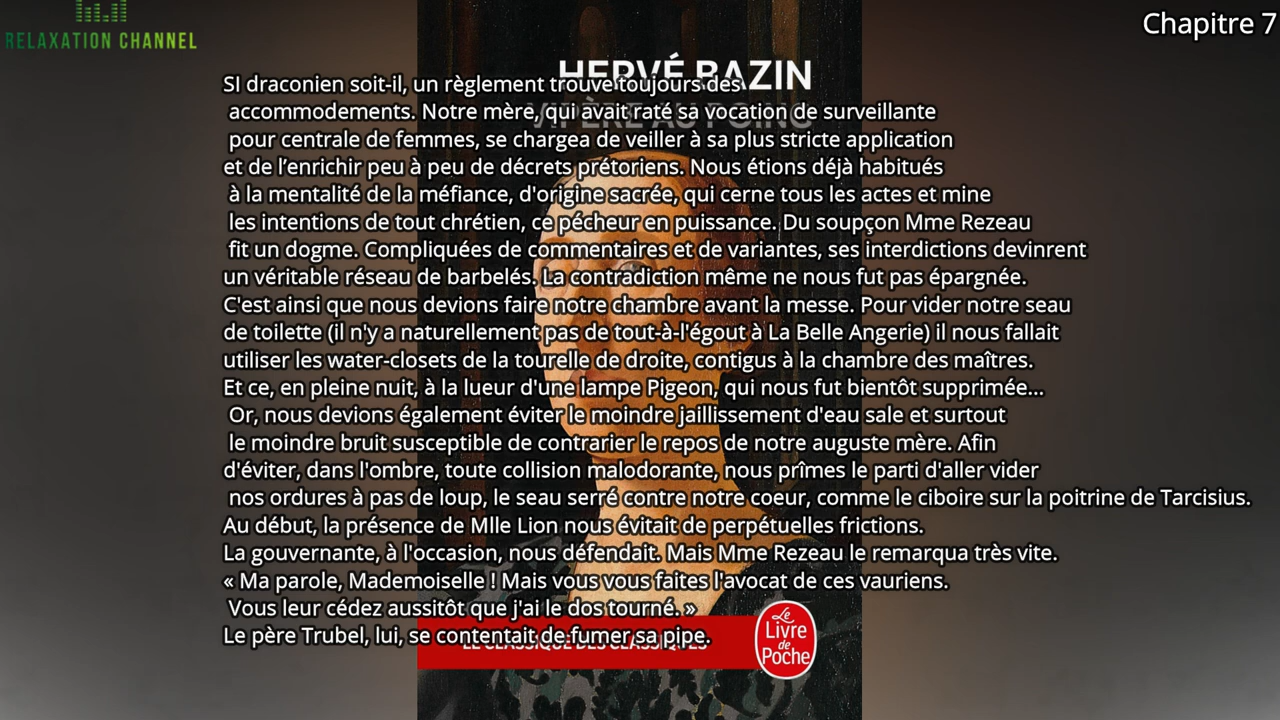 RELAXATION CHANNEL
Chapitre 7
HERVÉ BAZIN
VIPÈRE AU POING
SI draconien soit-il, un règlement trouve toujours des
accommodements. Notre mère, qui avait raté sa vocation de surveillante
pour centrale de femmes, se chargea de veiller à sa plus stricte application
et de l’enrichir peu à peu de décrets prétoriens. Nous étions déjà habitués
à la mentalité de la méfiance, d'origine sacrée, qui cerne tous les actes et mine
les intentions de tout chrétien, ce pécheur en puissance. Du soupçon Mme Rezeau
fit un dogme. Compliquées de commentaires et de variantes, ses interdictions devinrent
un véritable réseau de barbelés. La contradiction même ne nous fut pas épargnée.
C'est ainsi que nous devions faire notre chambre avant la messe. Pour vider notre seau
de toilette (il n'y a naturellement pas de tout-à-l'égout à La Belle Angerie) il nous fallait
utiliser les water-closets de la tourelle de droite, contigus à la chambre des maîtres.
Et ce, en pleine nuit, à la lueur d'une lampe Pigeon, qui nous fut bientôt supprimée...
Or, nous devions également éviter le moindre jaillissement d'eau sale et surtout
le moindre bruit susceptible de contrarier le repos de notre auguste mère. Afin
d'éviter, dans l'ombre, toute collision malodorante, nous prîmes le parti d'aller vider
nos ordures à pas de loup, le seau serré contre notre coeur, comme le ciboire sur la poitrine de Tarcisius.
Au début, la présence de Mlle Lion nous évitait de perpétuelles frictions.
La gouvernante, à l'occasion, nous défendait. Mais Mme Rezeau le remarqua très vite.
« Ma parole, Mademoiselle ! Mais vous vous faites l'avocat de ces vauriens.
Vous leur cédez aussitôt que j'ai le dos tourné. »
Le père Trubel, lui, se contentait de fumer sa pipe.
LE CLASSIQUE DES CLASSIQUES
Le
Livre
de
Poche